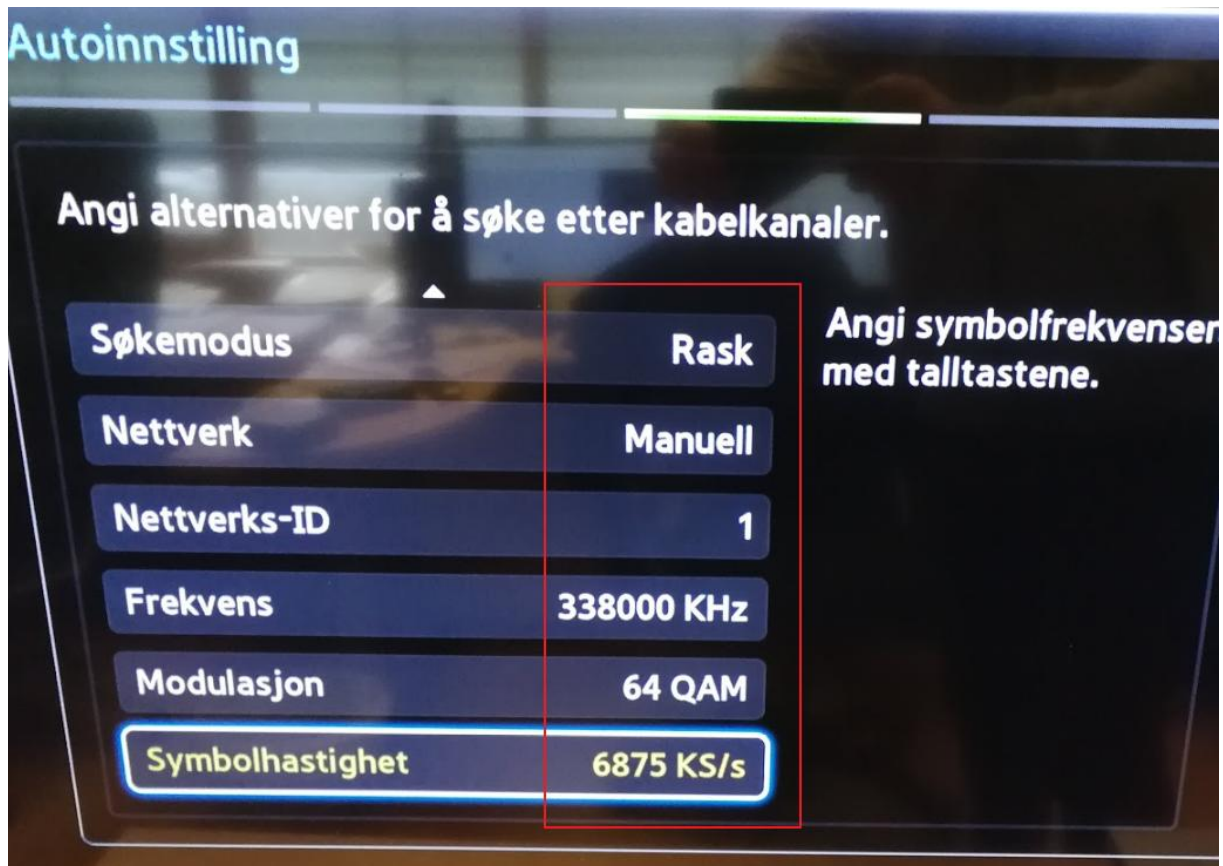 Autoinnstilling
Angi alternativer for å søke etter kabelkanaler.
Søkemodus Rask
Angi symbolfrekvensen
med talltastene.
Nettverk Manuell
Nettverks-ID 1
Frekvens 338000 KHz
Modulasjon 64 QAM
Symbolhastighet 6875 KS/s